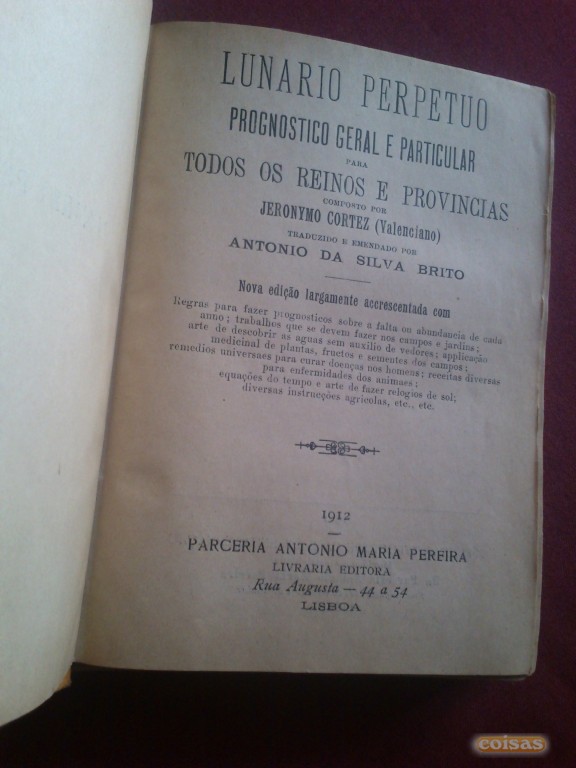 LUNARIO PERPETUO
PROGNOSTICO GERAL E PARTICULAR
PARA
TODOS OS REINOS E PROVINCIAS
COMPOSTO POR
JERONYMO CORTEZ (Valenciano)
TRADUZIDO E EMENDADO POR
ANTONIO DA SILVA BRITO
Nova edição largamente accrescentada com
Regras para fazer prognosticos sobre a falta ou abundancia de cada
anno; trabalhos que se devem fazer nos campos e jardins;
arte de descobrir as aguas sem auxilio de vedores; applicação
medicinal de plantas, fructos e sementes dos campos;
remedios universaes para curar doenças nos homens; receitas diversas
para enfermidades dos animaes;
equações do tempo e arte de fazer relogios de sol;
diversas instrucções agricolas, etc., etc.
1912
PARCERIA ANTONIO MARIA PEREIRA
LIVRARIA EDITORA
Rua Augusta — 44 a 54
LISBOA
coisas